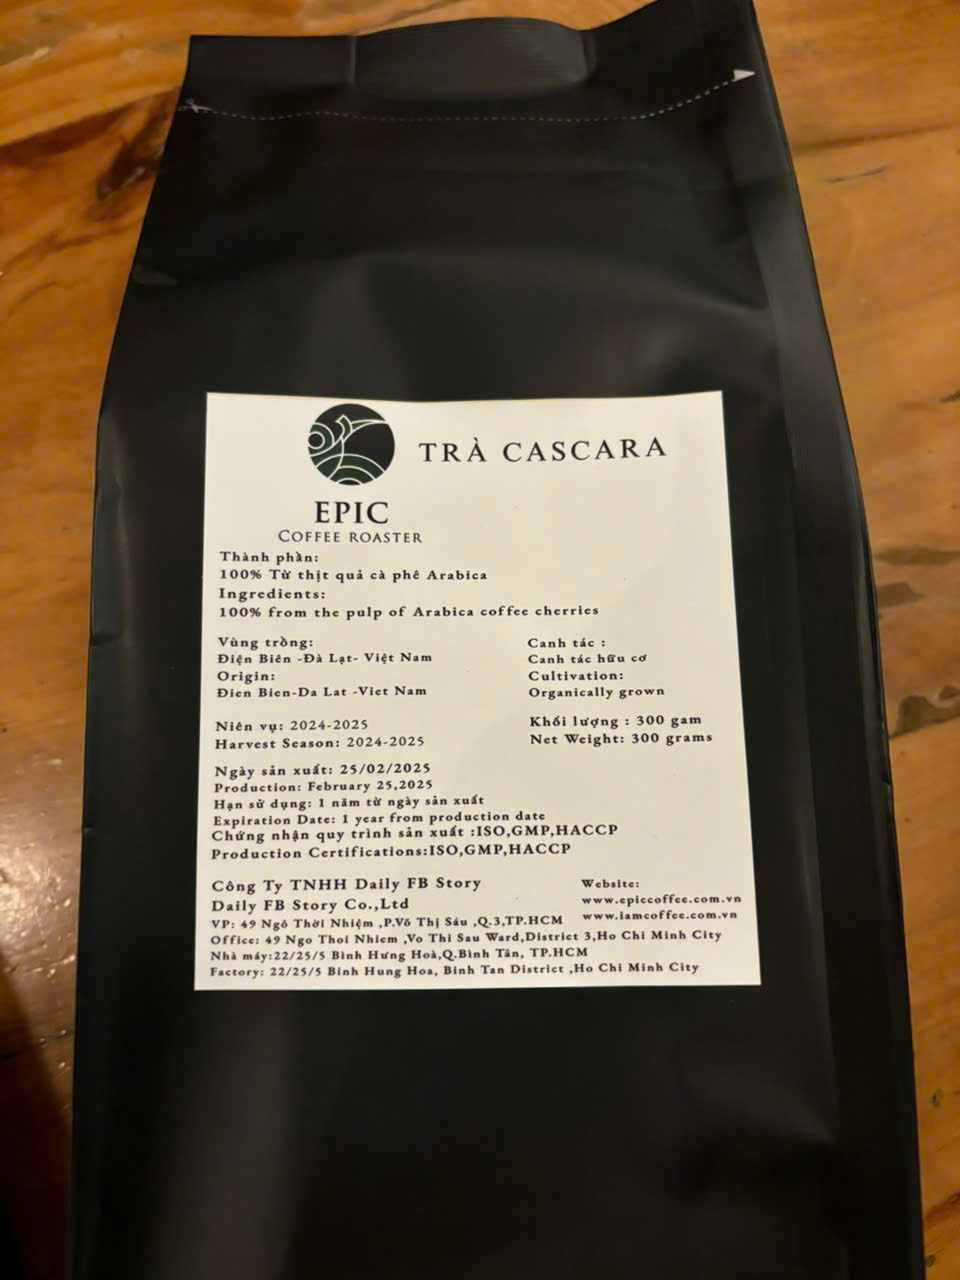 TRÀ CASCARA
EPIC
COFFEE ROASTER
Thành phần:
100% Từ thịt quả cà phê Arabica
Ingredients:
100% from the pulp of Arabica coffee cherries
Vùng trồng:
Điện Biên -Đà Lạt- Việt Nam
Origin:
Dien Bien-Da Lat -Viet Nam
Canh tác :
Canh tác hữu cơ
Cultivation:
Organically grown
Niên vụ: 2024-2025
Harvest Season: 2024-2025
Khối lượng : 300 gam
Net Weight: 300 grams
Ngày sản xuất: 25/02/2025
Production: February 25,2025
Hạn sử dụng: 1 năm từ ngày sản xuất
Expiration Date: 1 year from production date
Chứng nhận quy trình sản xuất :ISO,GMP,HACCP
Production Certifications:ISO,GMP,HACCP
Công Ty TNHH Daily FB Story
Daily FB Story Co.,Ltd
Website:
www.epiccoffee.com.vn
www.iamcoffee.com.vn
VP: 49 Ngô Thời Nhiệm ,P.Võ Thị Sáu ,Q.3,TP.HCM
Office: 49 Ngo Thoi Nhiem ,Vo Thi Sau Ward,District 3,Ho Chi Minh City
Nhà máy:22/25/5 Bình Hưng Hoà,Q.Bình Tân, TP.HCM
Factory: 22/25/5 Binh Hung Hoa, Binh Tan District ,Ho Chi Minh City